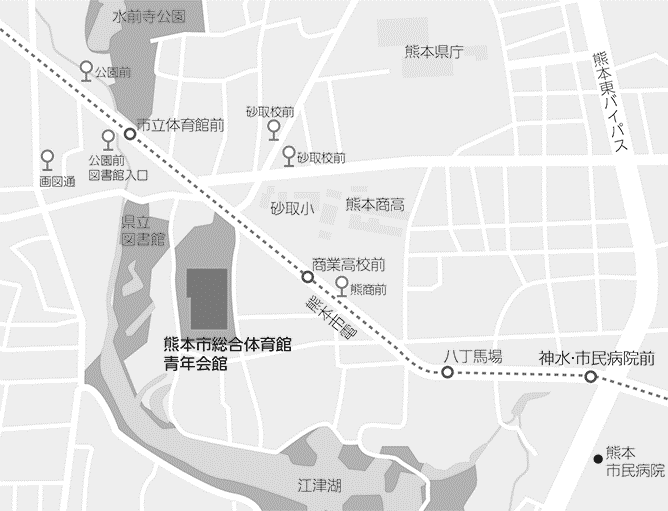 水前寺公園
熊本県庁
熊本東バイパス
公園前
砂取校前
市立体育館前
公園前
図書館入口
砂取校前
画図通
砂取小
熊本商高
県立
図書館
商業高校前
熊商前
熊本市電
熊本市総合体育館
青年会館
八丁馬場
神水・市民病院前
熊本
市民病院
江津湖